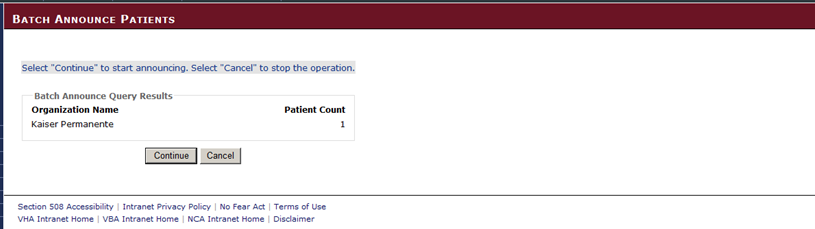 BATCH ANNOUNCE PATIENTS
Select "Continue" to start announcing. Select "Cancel" to stop the operation.
Batch Announce Query Results
Organization Name Patient Count
Kaiser Permanente 1
Continue Cancel
Section 508 Accessibility | Intranet Privacy Policy | No Fear Act | Terms of Use
VHA Intranet Home | VBA Intranet Home | NCA Intranet Home | Disclaimer